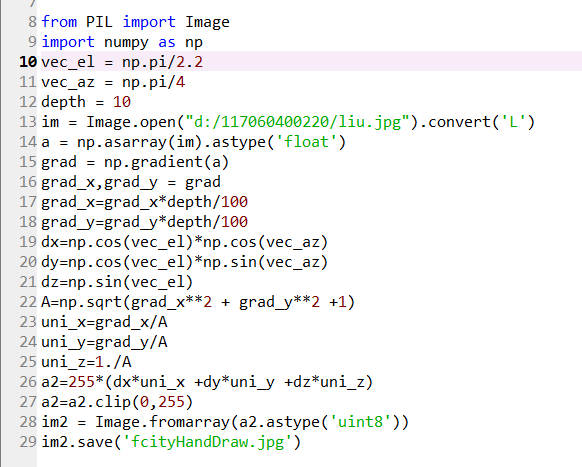 8 from PIL import Image
9 import numpy as np
10 vec_el = np.pi/2.2
11 vec_az = np.pi/4
12 depth = 10
13 im = Image.open("d:/117060400220/liu.jpg").convert('L')
14 a = np.asarray(im).astype('float')
15 grad = np.gradient(a)
16 grad_x,grad_y = grad
17 grad_x=grad_x*depth/100
18 grad_y=grad_y*depth/100
19 dx=np.cos(vec_el)*np.cos(vec_az)
20 dy=np.cos(vec_el)*np.sin(vec_az)
21 dz=np.sin(vec_el)
22 A=np.sqrt(grad_x**2 + grad_y**2 +1)
23 uni_x=grad_x/A
24 uni_y=grad_y/A
25 uni_z=1./A
26 a2=255*(dx*uni_x +dy*uni_y +dz*uni_z)
27 a2=a2.clip(0,255)
28 im2 = Image.fromarray(a2.astype('uint8'))
29 im2.save('fcityHandDraw.jpg')